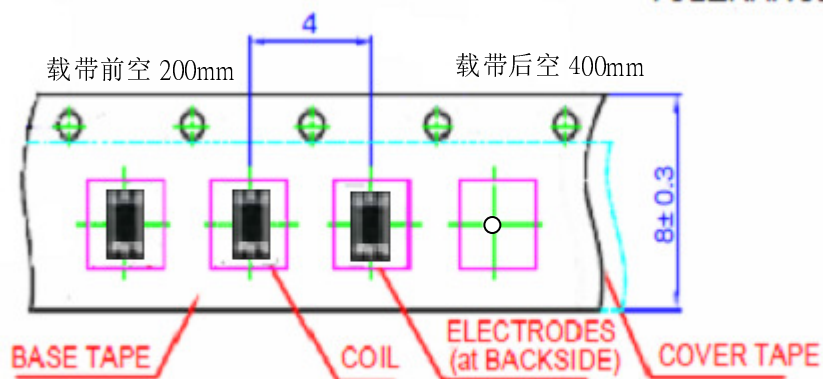 4
载带前空 200mm
载带后空 400mm
8± 0.3
ELECTRODES
BASE TAPE
COIL
(at BACKSIDE)
COVER TAPE